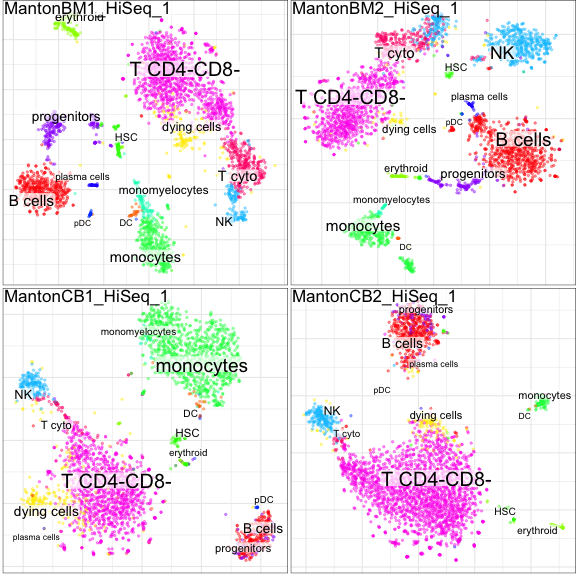 MantonBM1_HiSeq_1
erythroid
T CD4-CD8-
progenitors
HSC
dying cells
plasma cells
T cyto
B cells
monomyelocytes
pDC
DC
NK
monocytes
MantonBM2_HiSeq_1
T cyto
NK
HSC
T CD4-CD8-
plasma cells
dying cells
pDC
B cells
erythroid
progenitors
monomyelocytes
monocytes
DC
MantonCB1_HiSeq_1
monomyelocytes
monocytes
NK
DC
T cyto
HSC
erythroid
T CD4-CD8-
dying cells
pDC
plasma cells
B cells
progenitors
MantonCB2_HiSeq_1
progenitors
B cells
plasma cells
pDC
monocytes
NK
dying cells
DC
T cyto
T CD4-CD8-
HSC
erythroid